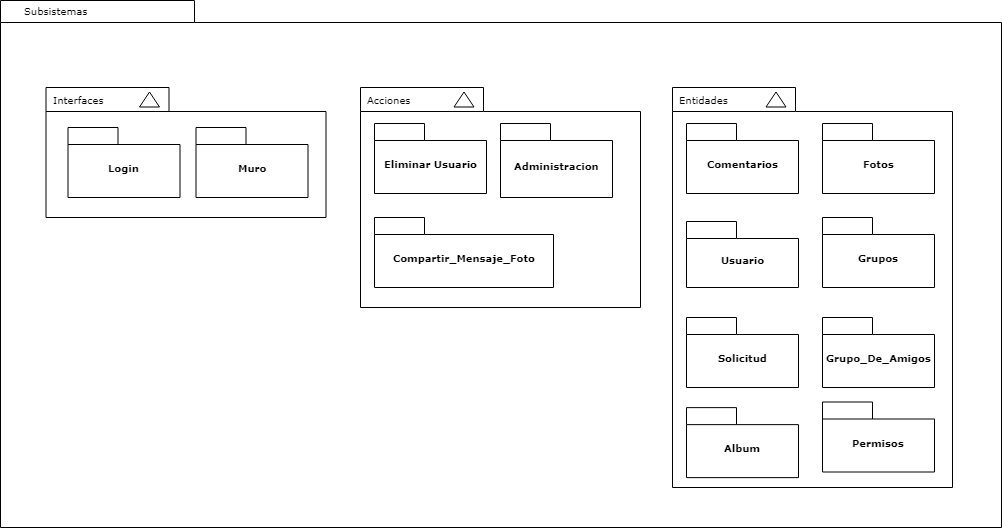 Subsistemas
Interfaces
Login
Muro
Acciones
Eliminar Usuario
Administracion
Compartir_Mensaje_Foto
Entidades
Comentarios
Fotos
Usuario
Grupos
Solicitud
Grupo_De_Amigos
Album
Permisos